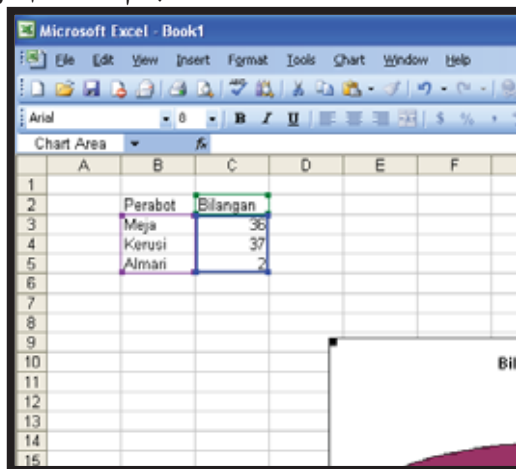 Microsoft Excel - Book1
File Edit View Insert Format Tools Chart Window Help
Arial 8 B I U $ %
Chart Area fx
A B C D E F
1
2 Perabot Bilangan
3 Meja 36
4 Kerusi 37
5 Almari 2
6
7
8
9
10 Bil
11
12
13
14
15